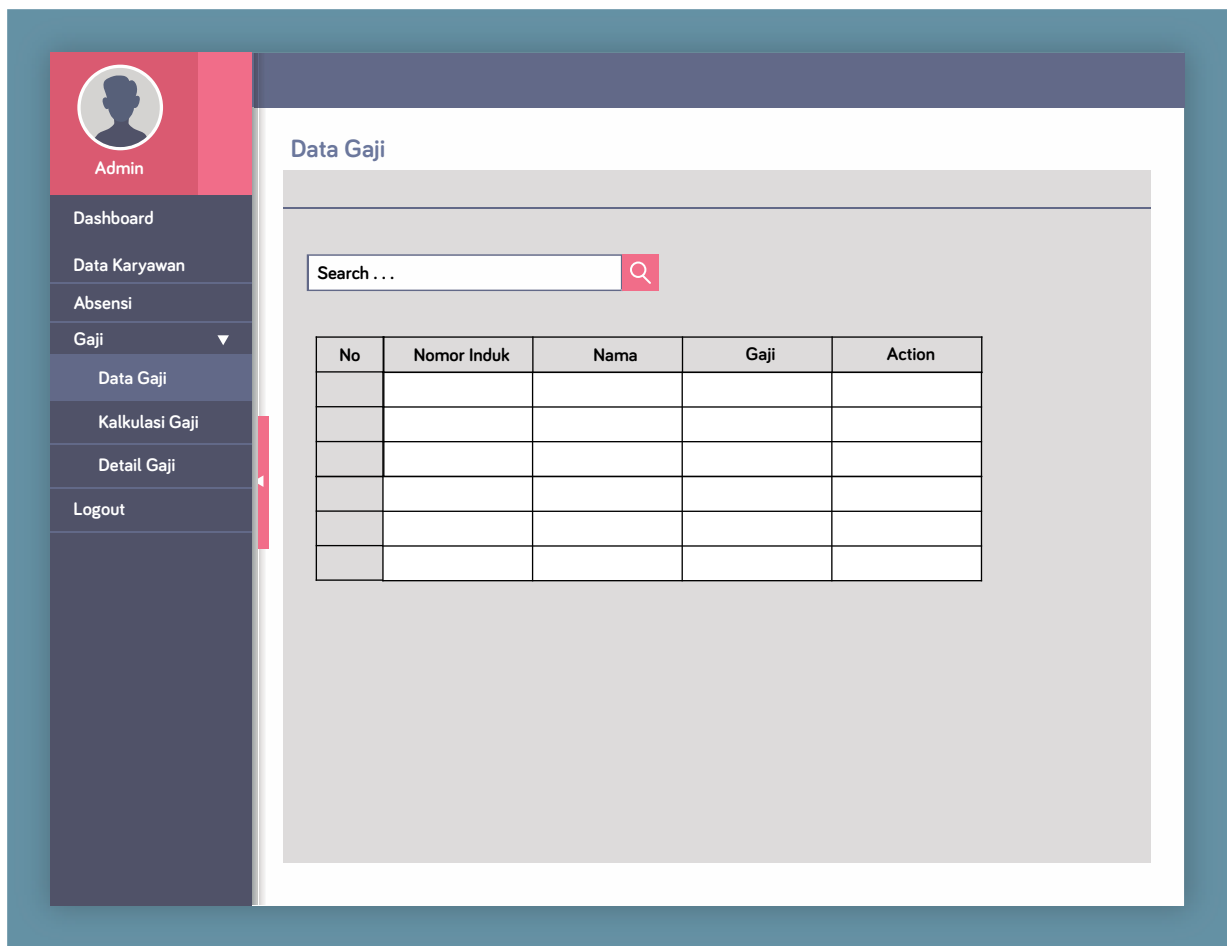 Admin
Dashboard
Data Karyawan
Absensi
Gaji
Data Gaji
Kalkulasi Gaji
Detail Gaji
Logout
Data Gaji
Search . . .
No Nomor Induk Nama Gaji Action